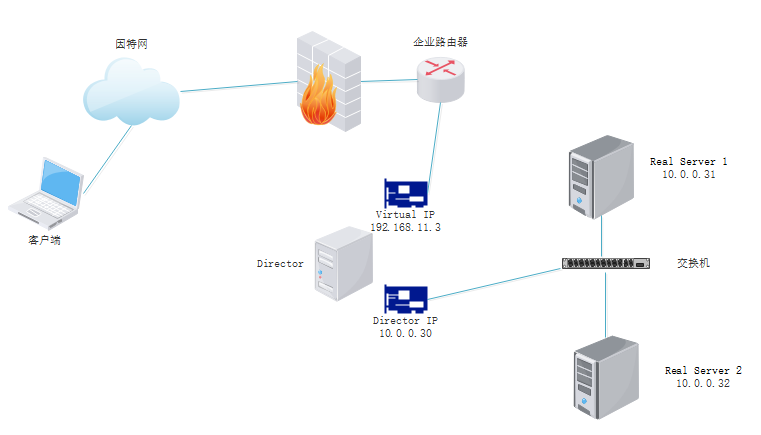 因特网
企业路由器
Real Server 1
10.0.0.31
Virtual IP
192.168.11.3
客户端
Director
交换机
Director IP
10.0.0.30
Real Server 2
10.0.0.32